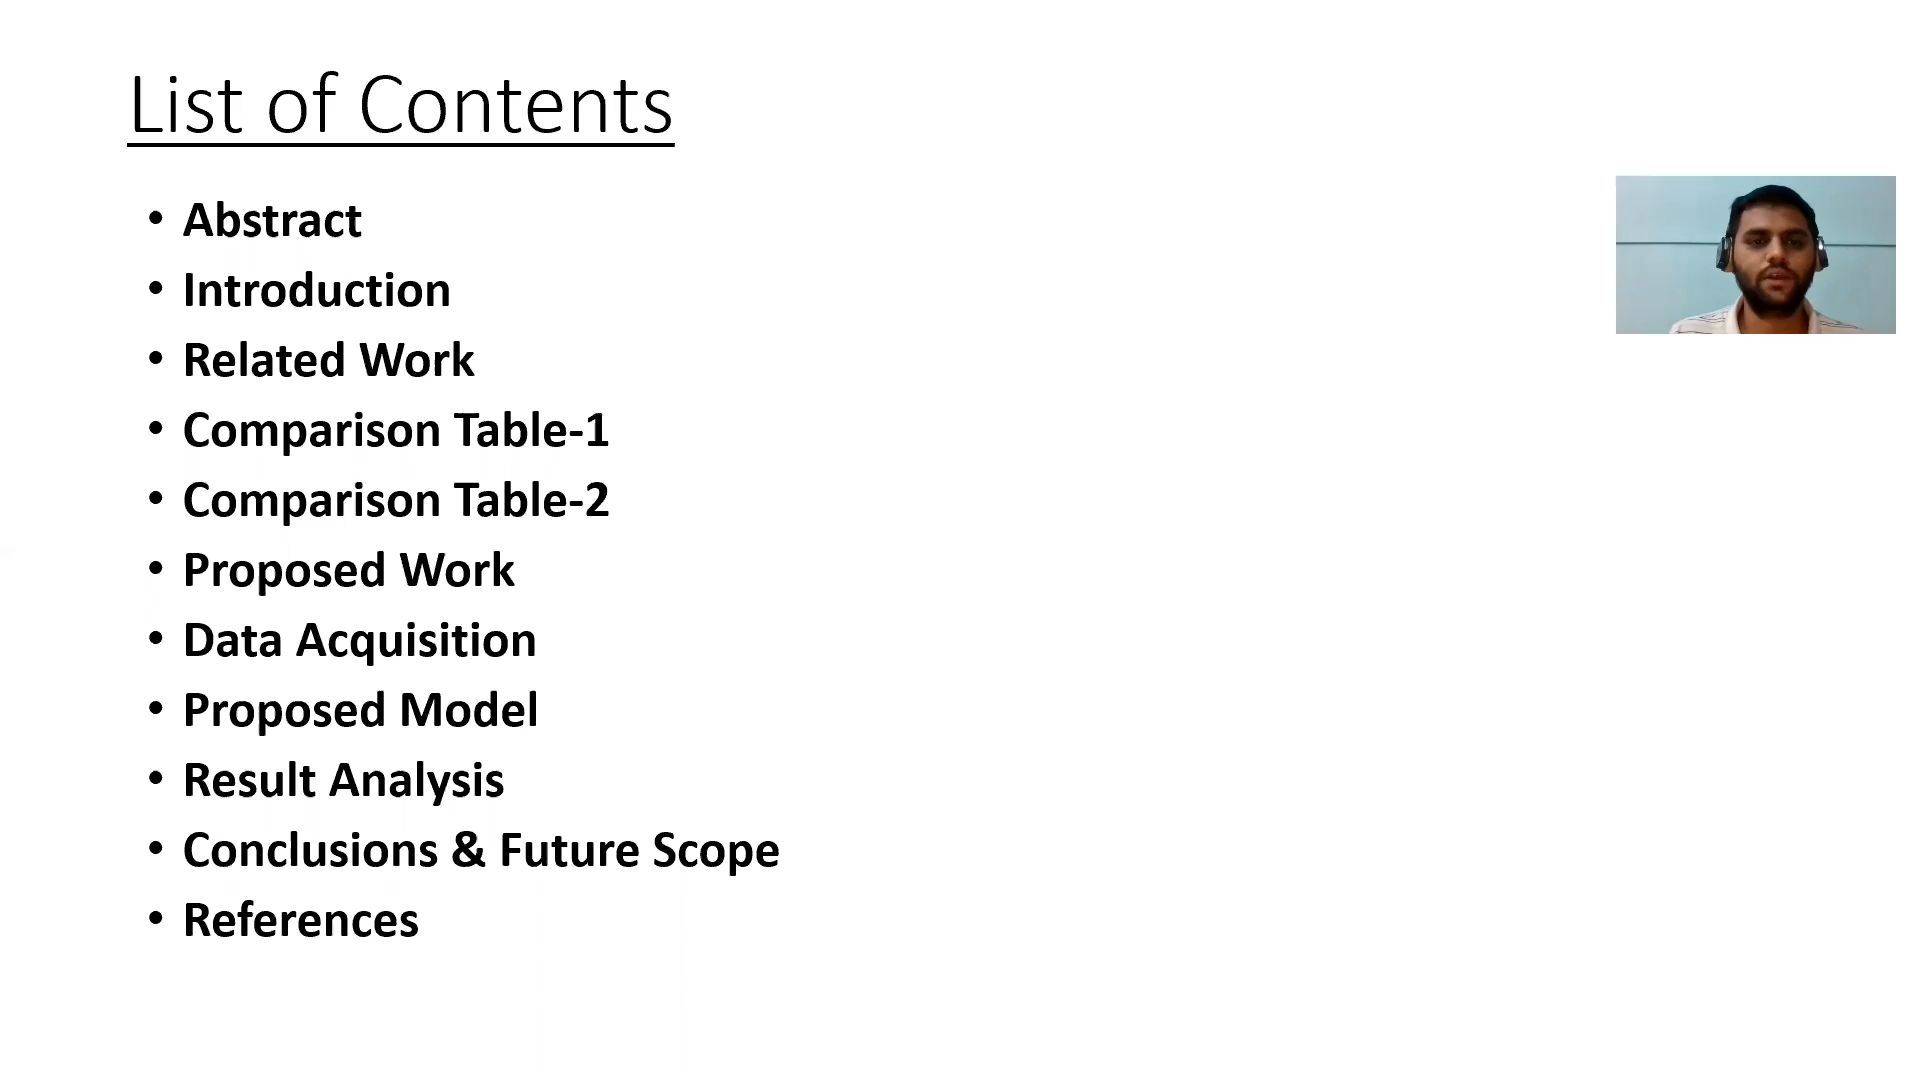 List of Contents
• Abstract
• Introduction
• Related Work
• Comparison Table-1
• Comparison Table-2
• Proposed Work
• Data Acquisition
• Proposed Model
• Result Analysis
• Conclusions & Future Scope
• References